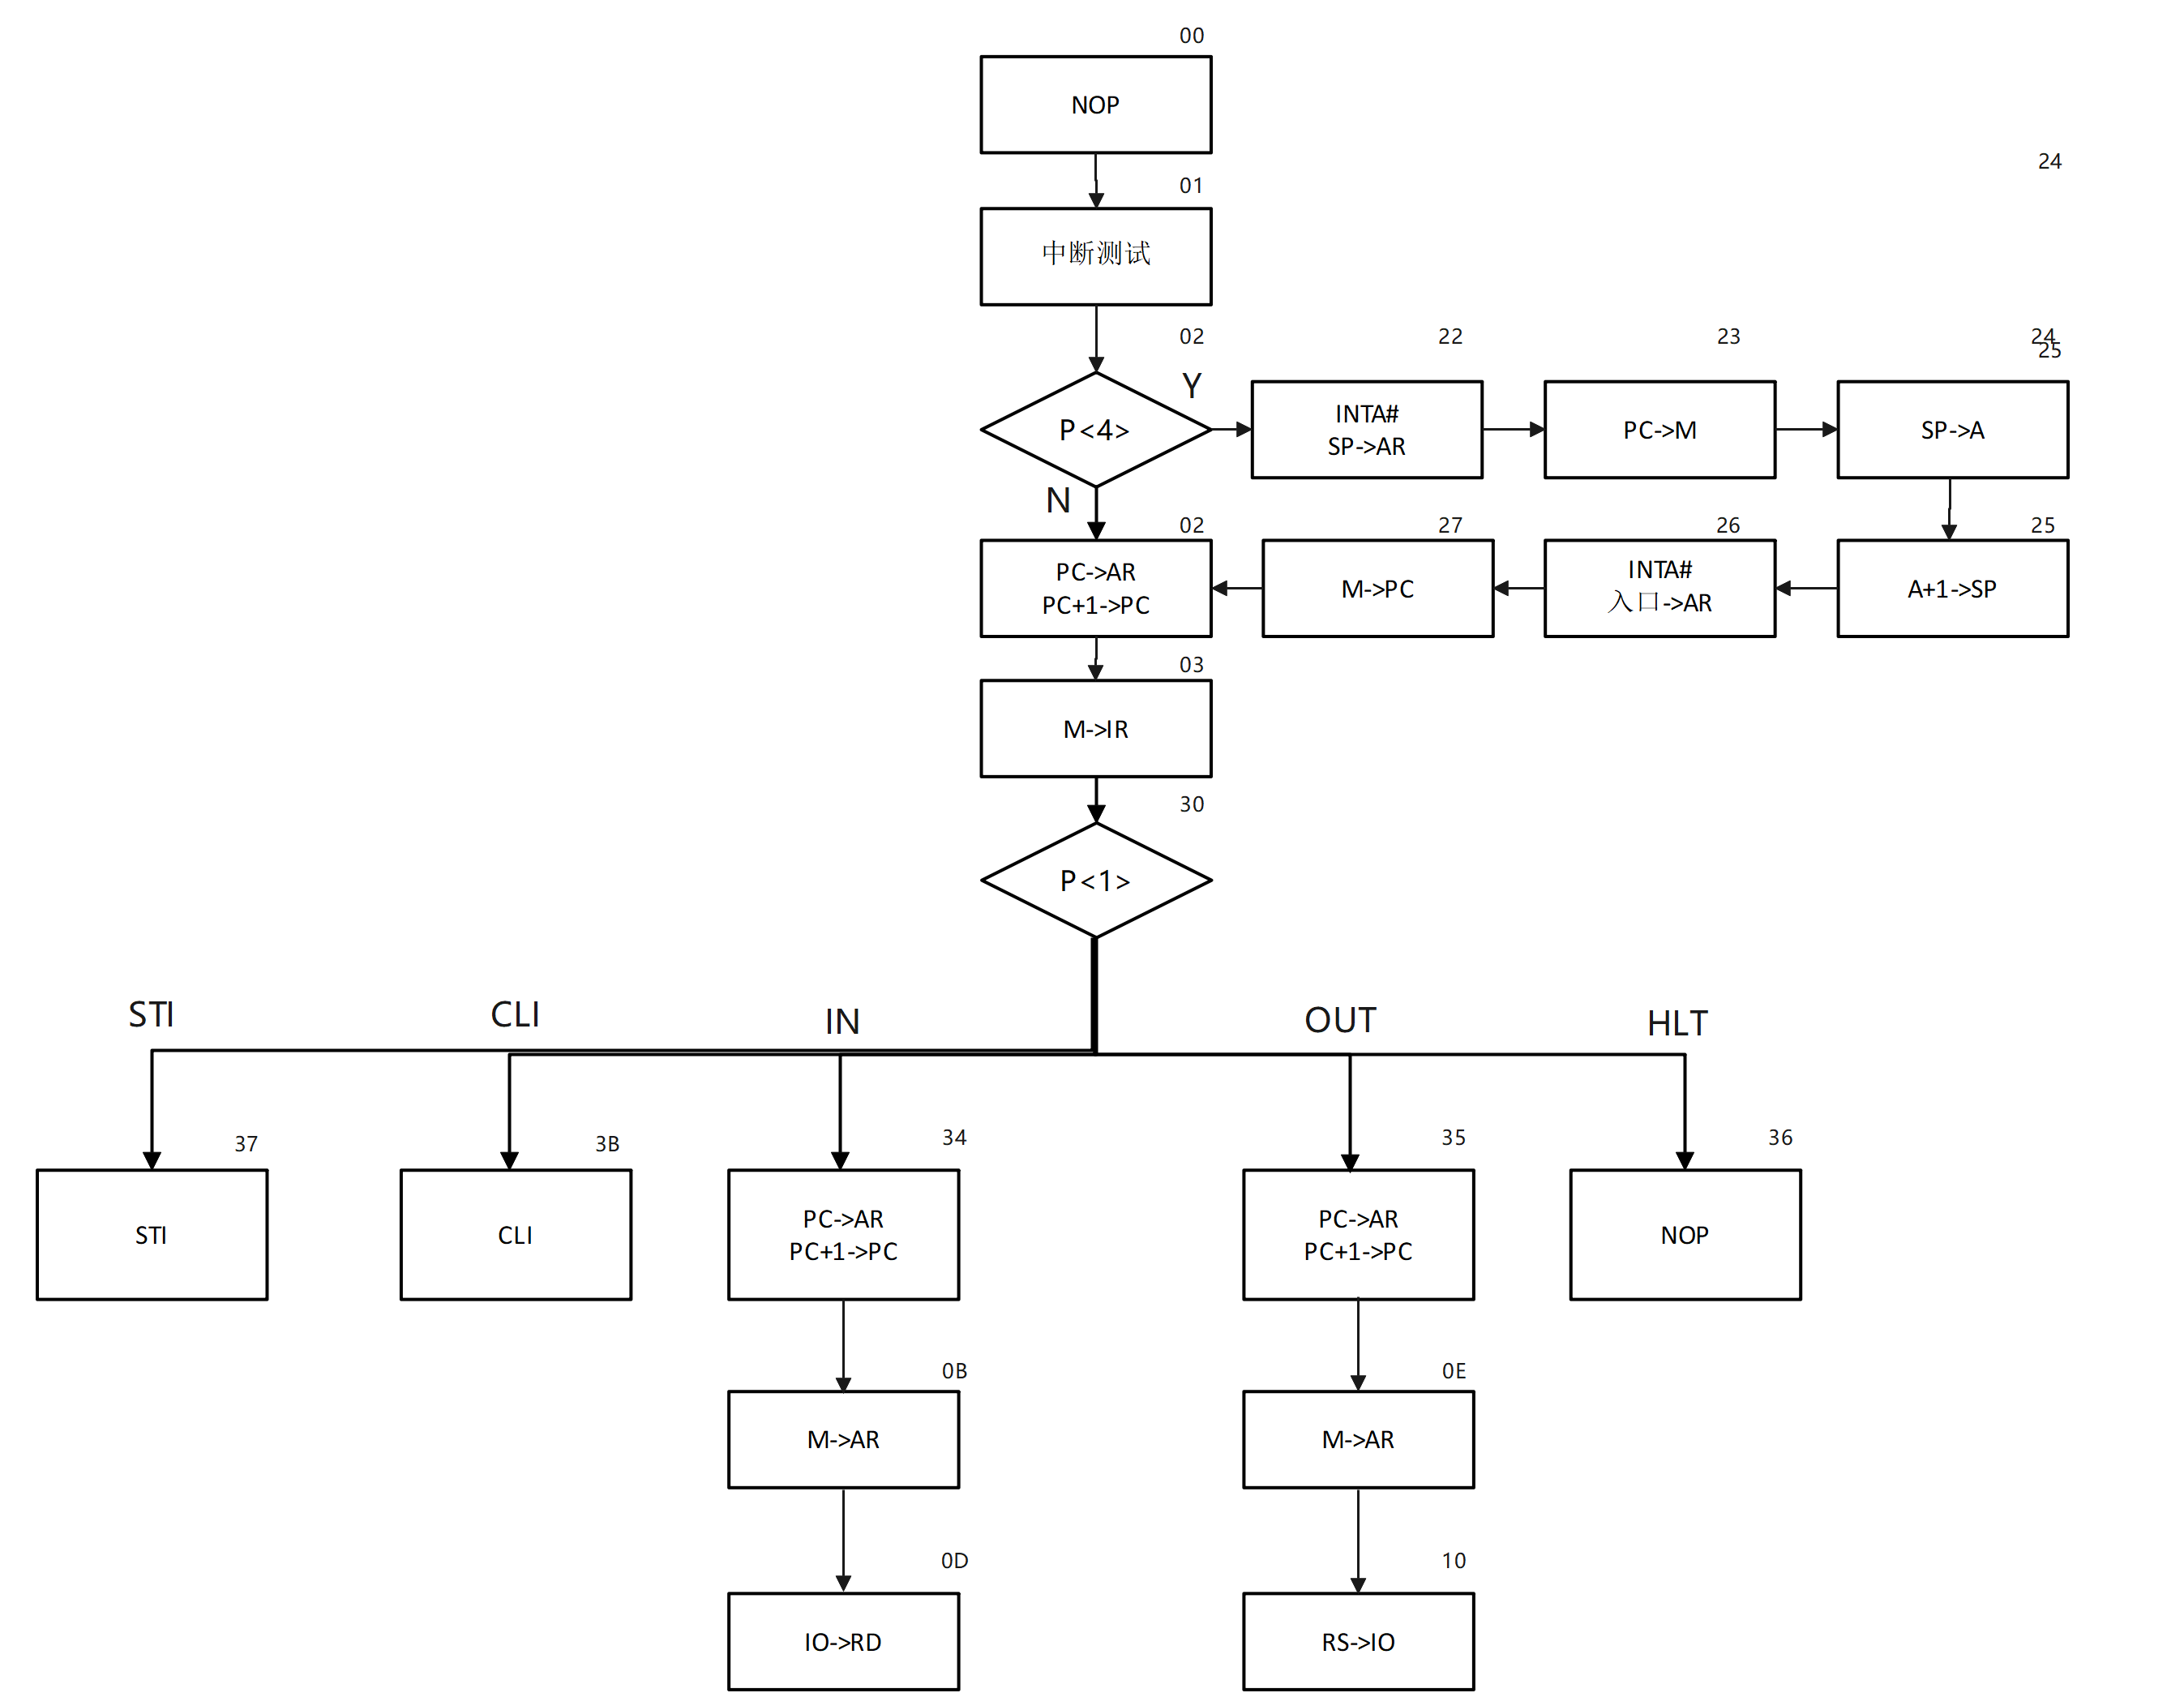 00
NOP
24
01
中断测试
02
22
23
24
25
Y
P<4>
INTA#
SP->AR
PC->M
SP->A
N
02
27
26
25
PC->AR
PC+1->PC
M->PC
INTA#
入口->AR
A+1->SP
03
M->IR
30
P<1>
STI
CLI
IN
OUT
HLT
37
3B
34
35
36
STI
CLI
PC->AR
PC+1->PC
PC->AR
PC+1->PC
NOP
0B
0E
M->AR
M->AR
0D
10
IO->RD
RS->IO